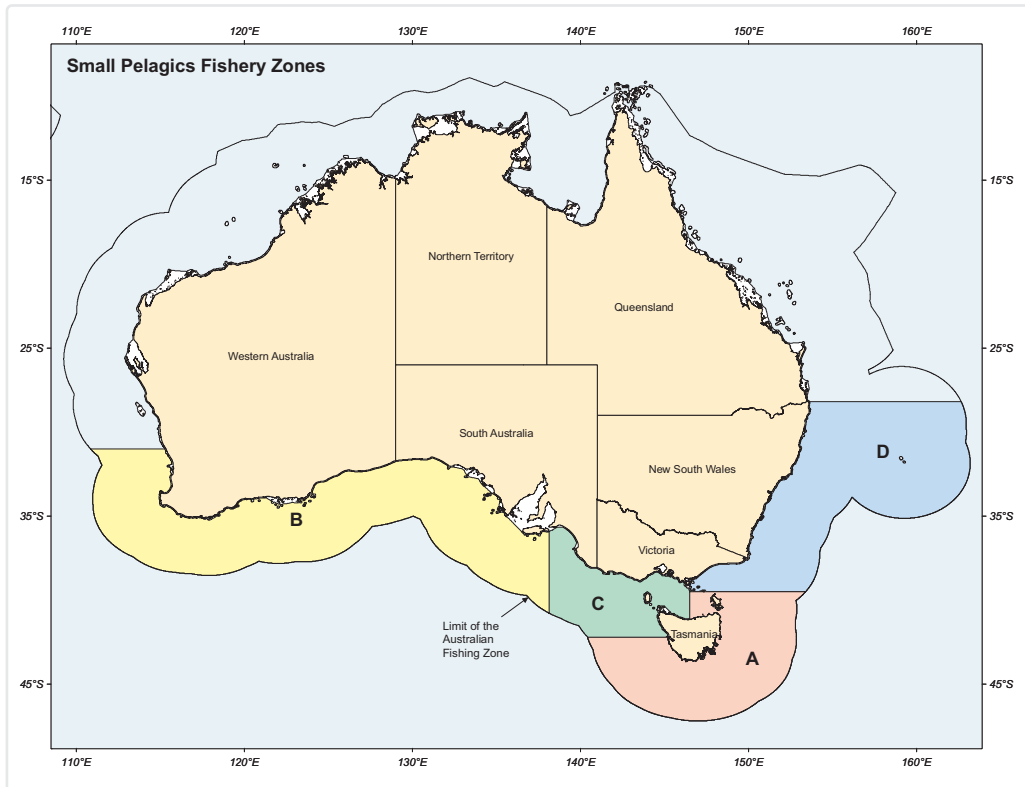 110°E 120°E 130°E 140°E 150°E 160°E
Small Pelagics Fishery Zones
15°S 15°S
Northern Territory
Queensland
25°S 25°S
Western Australia
South Australia
D
New South Wales
35°S 35°S
B
Victoria
C
Limit of the
Australian
Fishing Zone
Tasmania
A
45°S 45°S
110°E 120°E 130°E 140°E 150°E 160°E